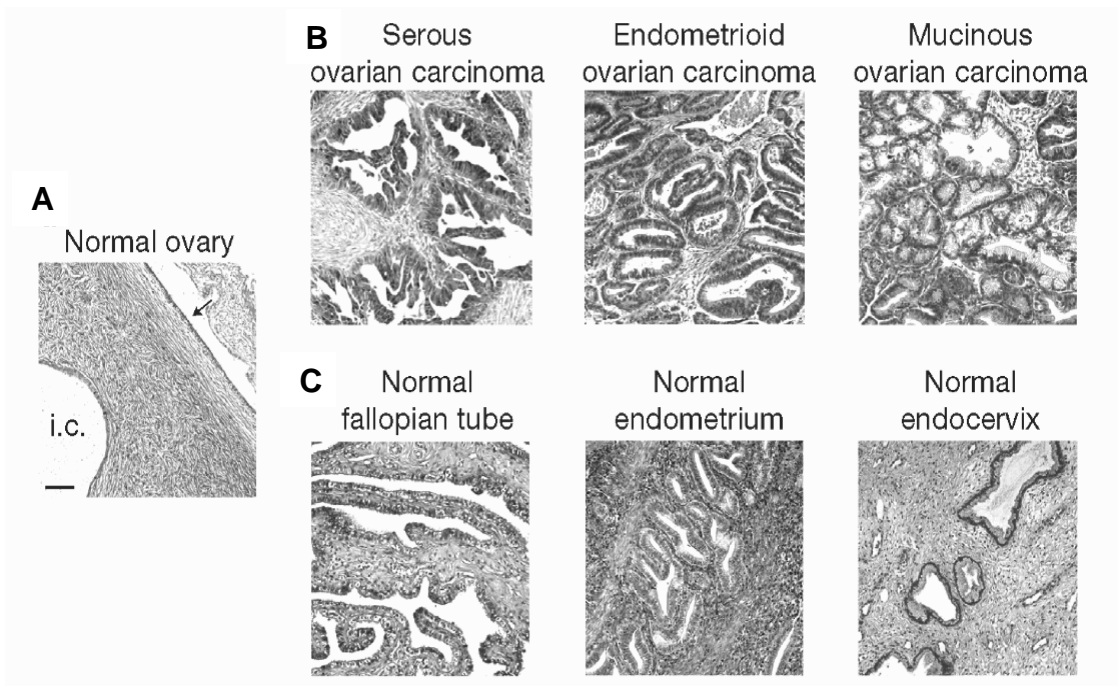 A
Normal ovary
i.c.
B
Serous
ovarian carcinoma
Endometrioid
ovarian carcinoma
Mucinous
ovarian carcinoma
C
Normal
fallopian tube
Normal
endometrium
Normal
endocervix